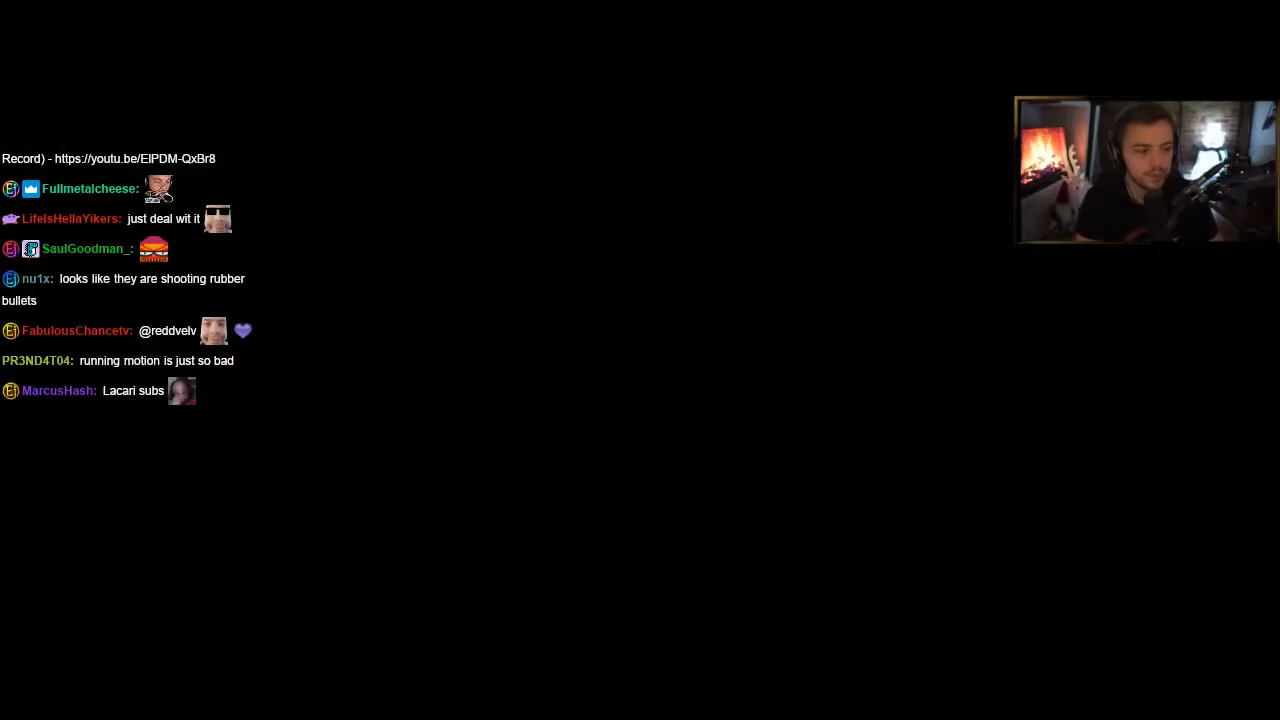 Record) - https://youtu.be/ElPDM-QxBr8
Fullmetalcheese:
LifeIsHellaYikers: just deal wit it
SaulGoodman_:
nu1x: looks like they are shooting rubber
bullets
FabulousChancetv: @reddvelv
PR3ND4T04: running motion is just so bad
MarcusHash: Lacari subs